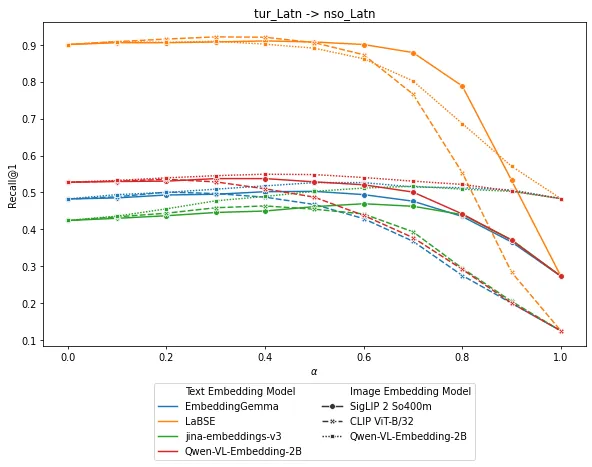 tur_Latn -> nso_Latn
Recall@1
0.9
0.8
0.7
0.6
0.5
0.4
0.3
0.2
0.1
0.0 0.2 0.4 0.6 0.8 1.0
α
Text Embedding Model Image Embedding Model
EmbeddingGemma SigLIP 2 So400m
LaBSE CLIP ViT-B/32
jina-embeddings-v3 Qwen-VL-Embedding-2B
Qwen-VL-Embedding-2B